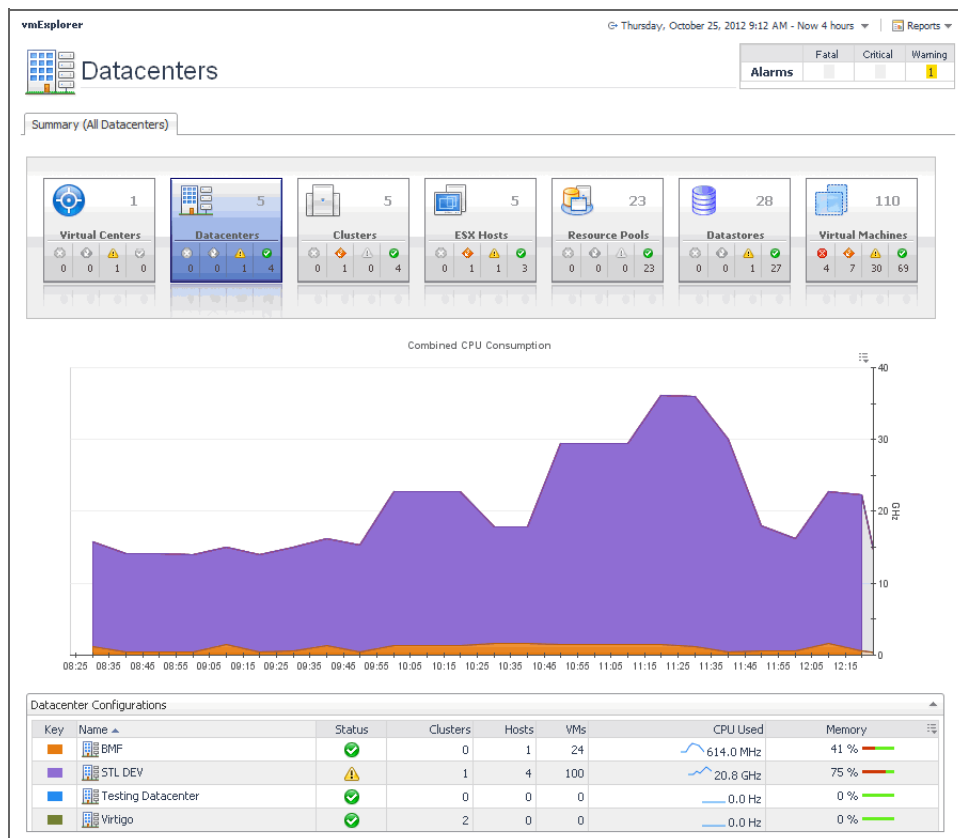 vmExplorer
Thursday, October 25, 2012 9:12 AM - Now 4 hours
Reports
Datacenters
Fatal Critical Warning
Alarms 1
Summary (All Datacenters)
1 5 5 5 23 28 110
Virtual Centers Datacenters Clusters ESX Hosts Resource Pools Datastores Virtual Machines
0 0 1 0 0 0 1 4 0 1 0 4 0 1 1 3 0 0 0 23 0 0 1 27 4 7 30 69
Combined CPU Consumption
40
30
20
GHz
10
0
08:25 08:35 08:45 08:55 09:05 09:15 09:25 09:35 09:45 09:55 10:05 10:15 10:25 10:35 10:45 10:55 11:05 11:15 11:25 11:35 11:45 11:55 12:05 12:15
Datacenter Configurations
Key Name Status Clusters Hosts VMs CPU Used Memory
BMF 0 1 24 614.0 MHz 41 %
STL DEV 1 4 100 20.8 GHz 75 %
Testing Datacenter 0 0 0 0.0 Hz 0 %
Virtigo 2 0 0 0.0 Hz 0 %